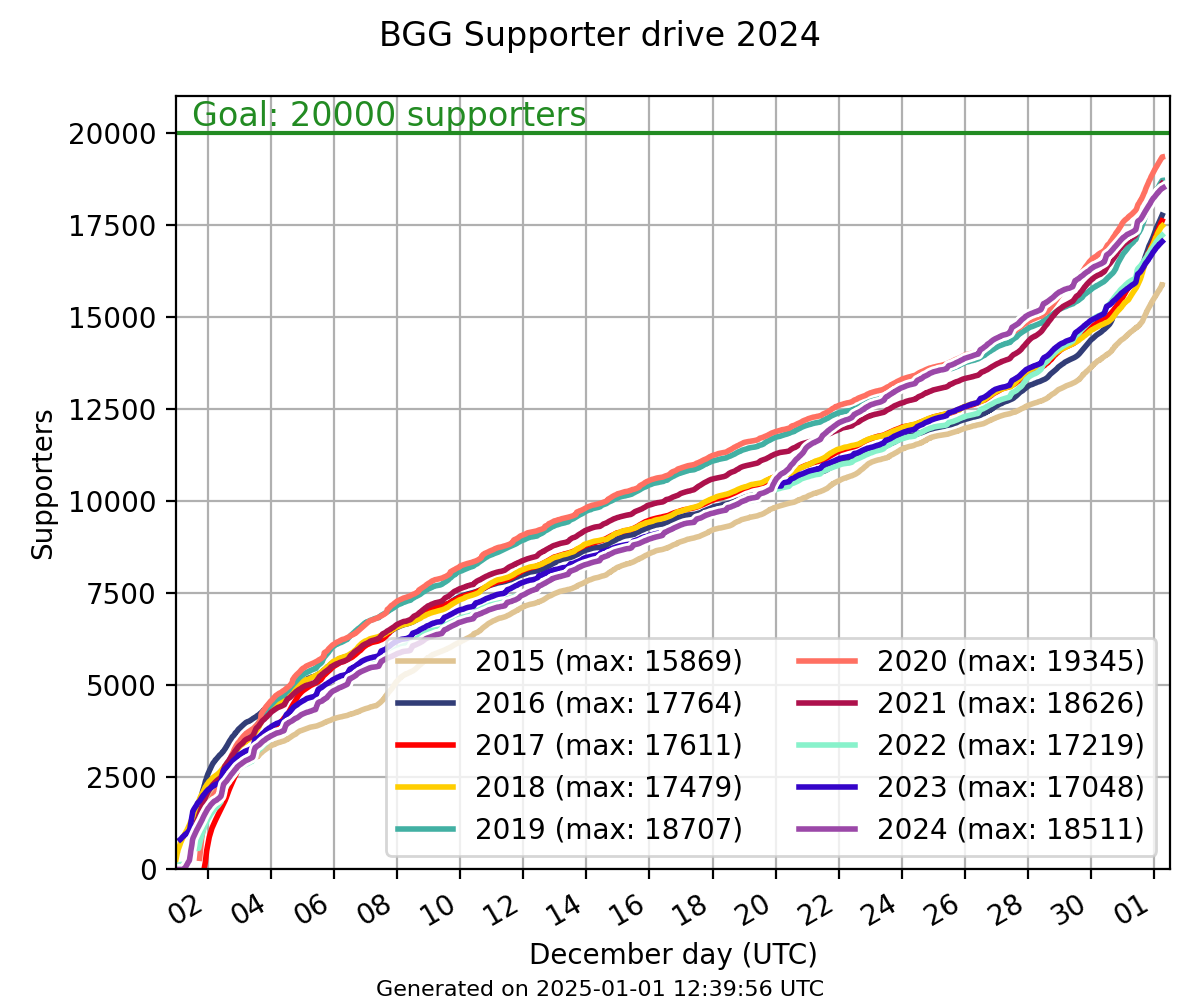 BGG Supporter drive 2024
Goal: 20000 supporters
20000
17500
15000
12500
10000
7500
5000
2500
0
Supporters
2015 (max: 15869)
2016 (max: 17764)
2017 (max: 17611)
2018 (max: 17479)
2019 (max: 18707)
2020 (max: 19345)
2021 (max: 18626)
2022 (max: 17219)
2023 (max: 17048)
2024 (max: 18511)
02 04 06 08 10 12 14 16 18 20 22 24 26 28 30 01
December day (UTC)
Generated on 2025-01-01 12:39:56 UTC